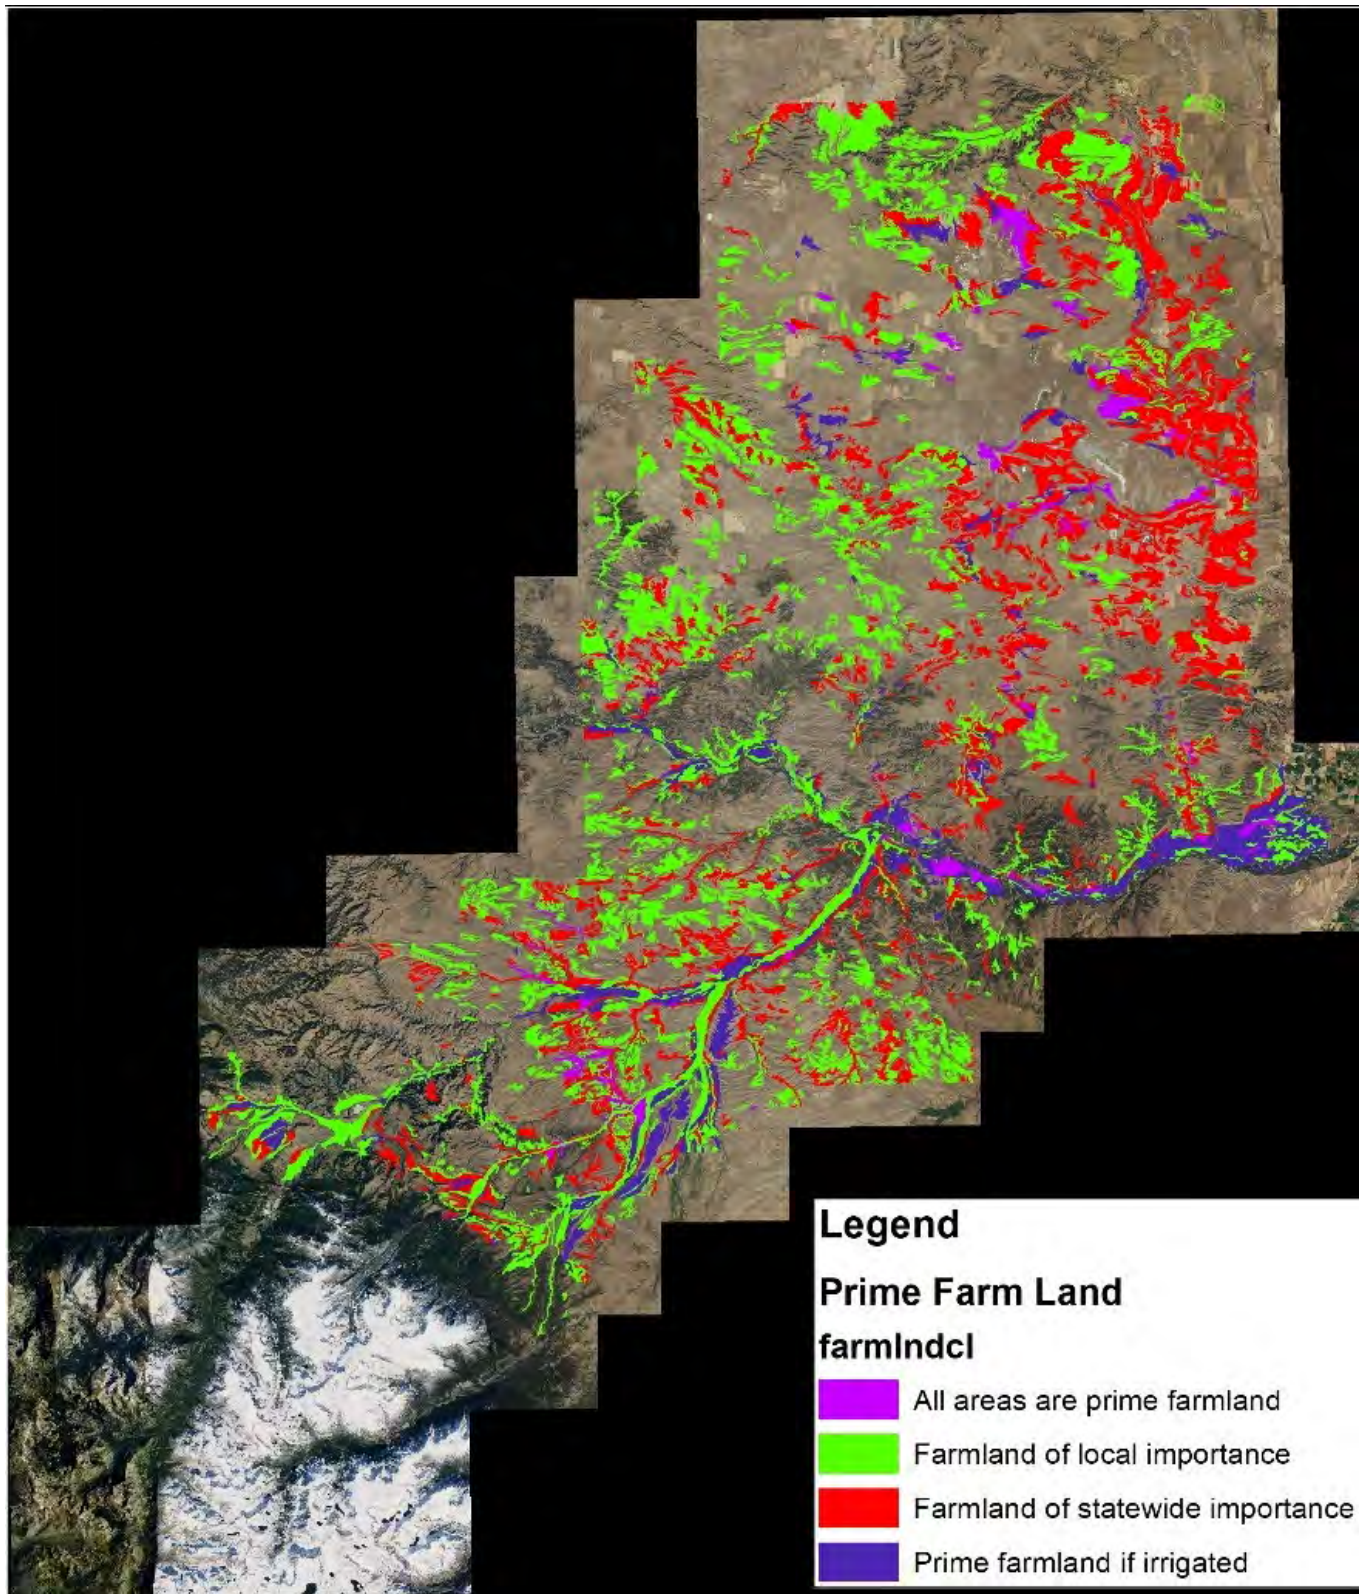 Legend
Prime Farm Land
farmlndcl
All areas are prime farmland
Farmland of local importance
Farmland of statewide importance
Prime farmland if irrigated